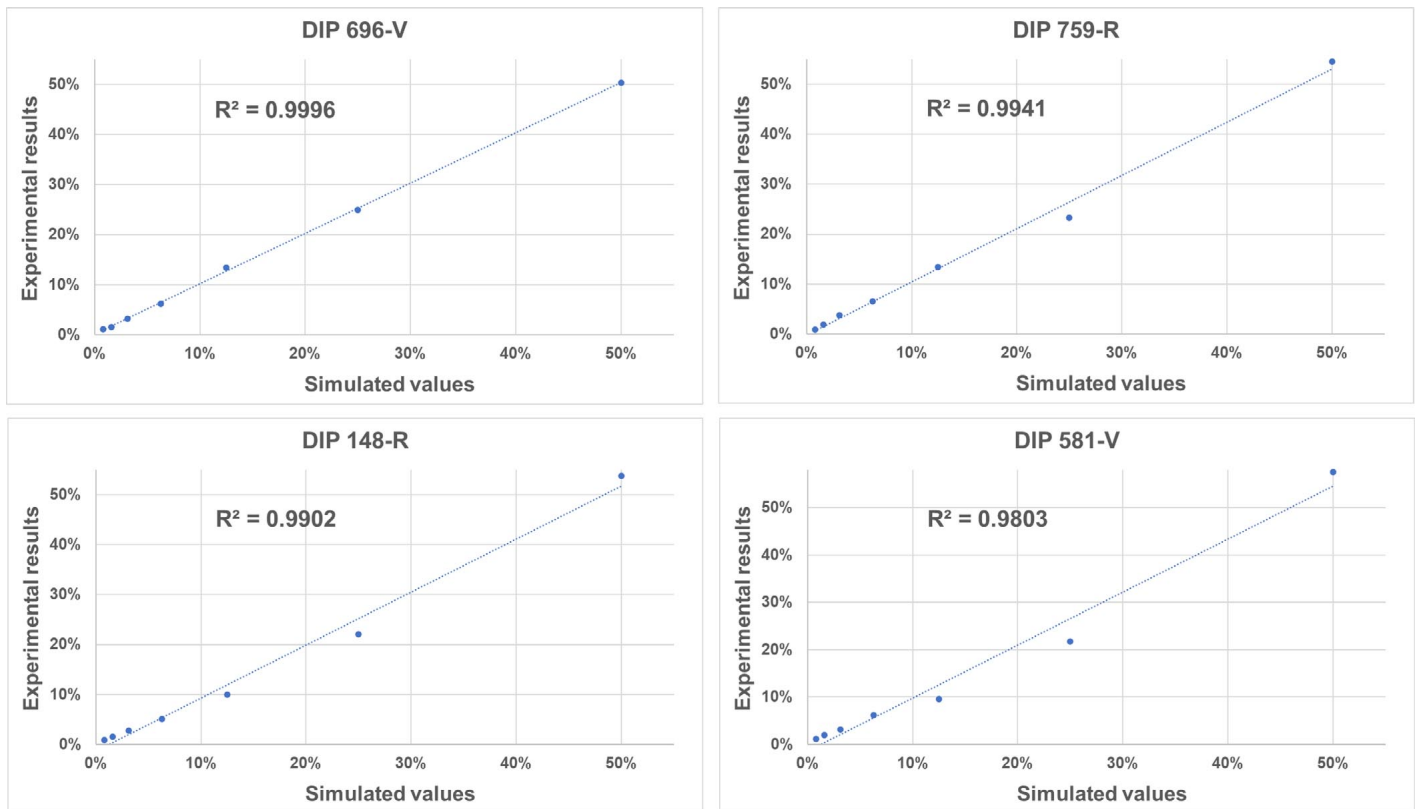 DIP 696-V
Experimental results
50%
40%
30%
20%
10%
0%
R² = 0.9996
0% 10% 20% 30% 40% 50%
Simulated values
DIP 759-R
Experimental results
50%
40%
30%
20%
10%
0%
R² = 0.9941
0% 10% 20% 30% 40% 50%
Simulated values
DIP 148-R
Experimental results
50%
40%
30%
20%
10%
0%
R² = 0.9902
0% 10% 20% 30% 40% 50%
Simulated values
DIP 581-V
Experimental results
50%
40%
30%
20%
10%
0%
R² = 0.9803
0% 10% 20% 30% 40% 50%
Simulated values